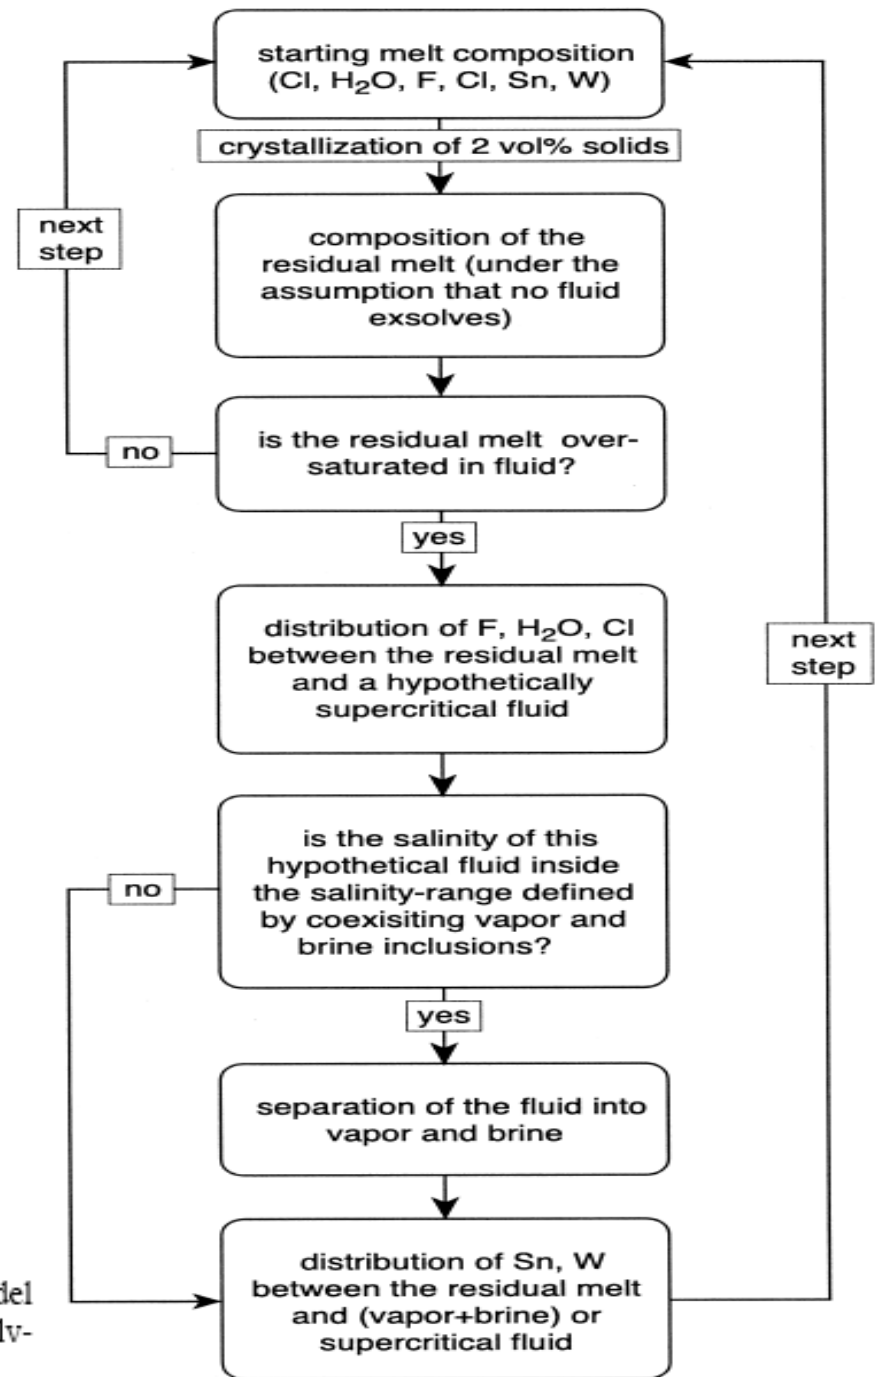 starting melt composition
(Cl, H₂O, F, Cl, Sn, W)
crystallization of 2 vol% solids
next
step
composition of the
residual melt (under the
assumption that no fluid
exsolves)
no
is the residual melt over-
saturated in fluid?
yes
distribution of F, H₂O, Cl
between the residual melt
and a hypothetically
supercritical fluid
next
step
is the salinity of this
hypothetical fluid inside
the salinity-range defined
by coexisiting vapor and
brine inclusions?
no
yes
separation of the fluid into
vapor and brine
distribution of Sn, W
between the residual melt
and (vapor+brine) or
supercritical fluid
del
lv-